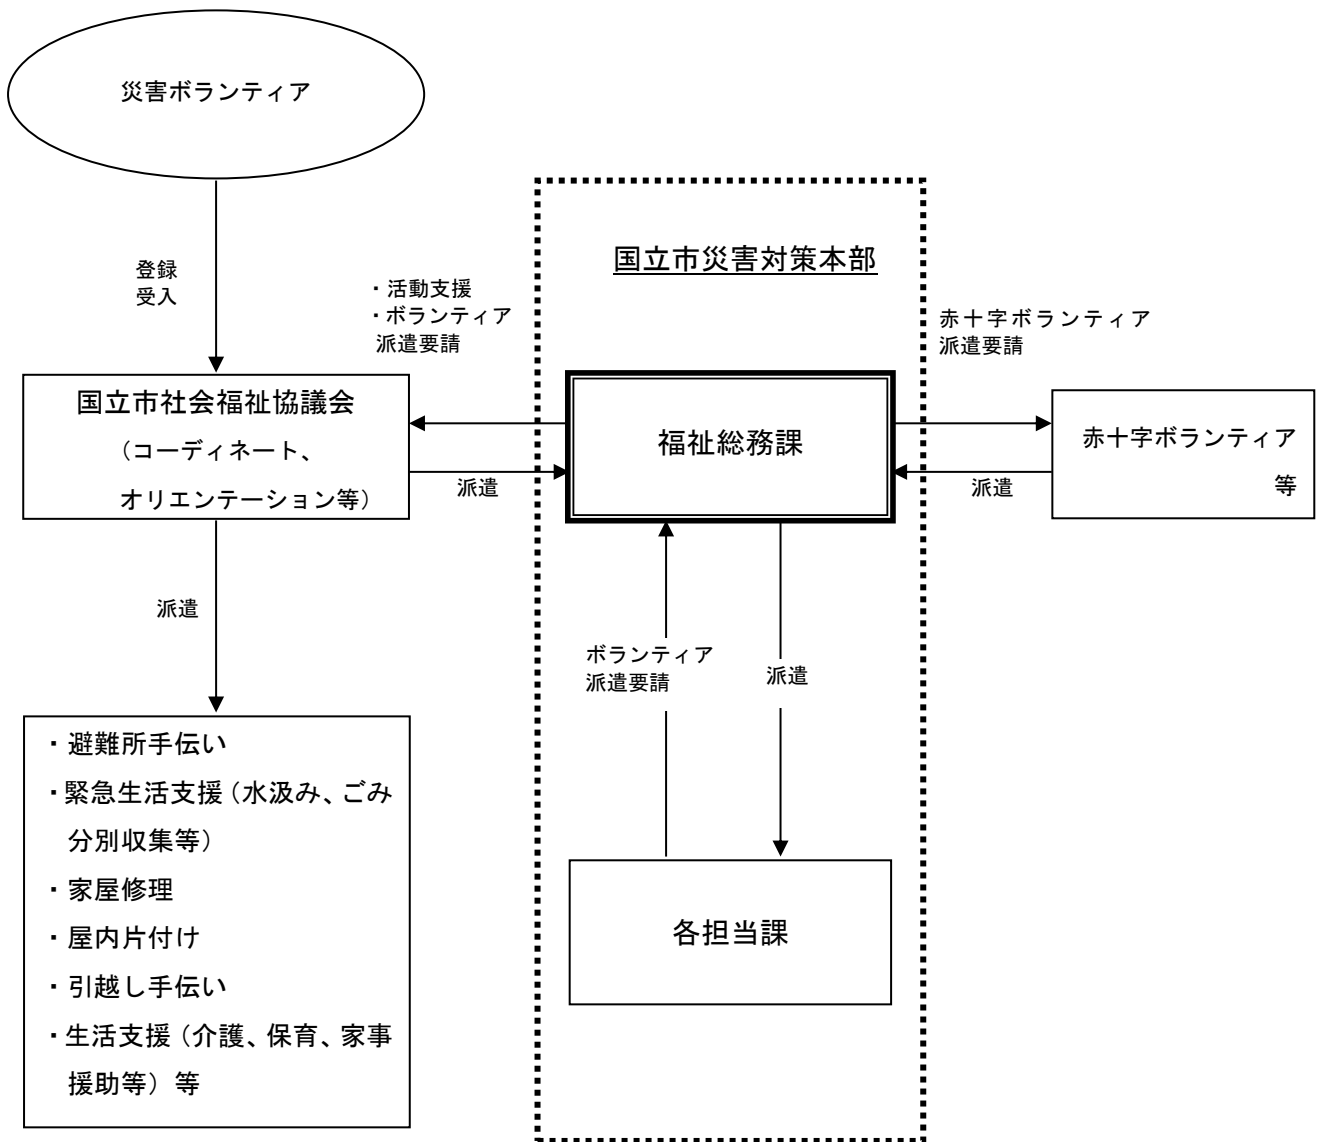 災害ボランティア
登録
受入
国立市災害対策本部
・活動支援
・ボランティア
派遣要請
赤十字ボランティア
派遣要請
国立市社会福祉協議会
（コーディネート、
オリエンテーション等）
福祉総務課
赤十字ボランティア
等
派遣
派遣
派遣
ボランティア
派遣要請
派遣
・避難所手伝い
・緊急生活支援（水汲み、ごみ
分別収集等）
・家屋修理
・屋内片付け
・引越し手伝い
・生活支援（介護、保育、家事
援助等）等
各担当課